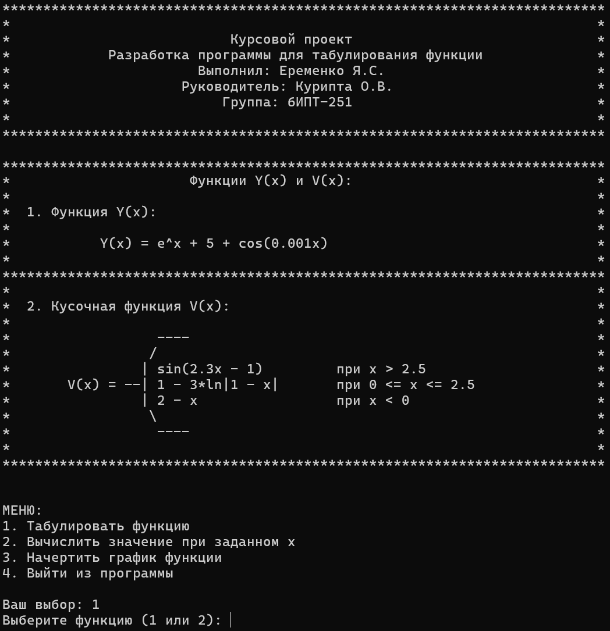 **************************************************************************
*                                                                        *
*                           Курсовой проект                              *
*            Разработка программы для табулирования функции              *
*                       Выполнил: Еременко Я.С.                          *
*                     Руководитель: Курипта О.В.                         *
*                          Группа: 6ИПТ-251                              *
*                                                                        *
**************************************************************************

**************************************************************************
*                      Функции Y(x) и V(x):                              *
*                                                                        *
*  1. Функция Y(x):                                                      *
*                                                                        *
*           Y(x) = e^x + 5 + cos(0.001x)                                 *
*                                                                        *
**************************************************************************
*                                                                        *
*  2. Кусочная функция V(x):                                             *
*                                                                        *
*                  ----                                                  *
*                 /                                                      *
*                | sin(2.3x - 1)         при x > 2.5                     *
*       V(x) = --| 1 - 3*ln|1 - x|       при 0 <= x <= 2.5               *
*                | 2 - x                 при x < 0                       *
*                 \                                                      *
*                  ----                                                  *
*                                                                        *
**************************************************************************

МЕНЮ:
1. Табулировать функцию
2. Вычислить значение при заданном x
3. Начертить график функции
4. Выйти из программы

Ваш выбор: 1
Выберите функцию (1 или 2):